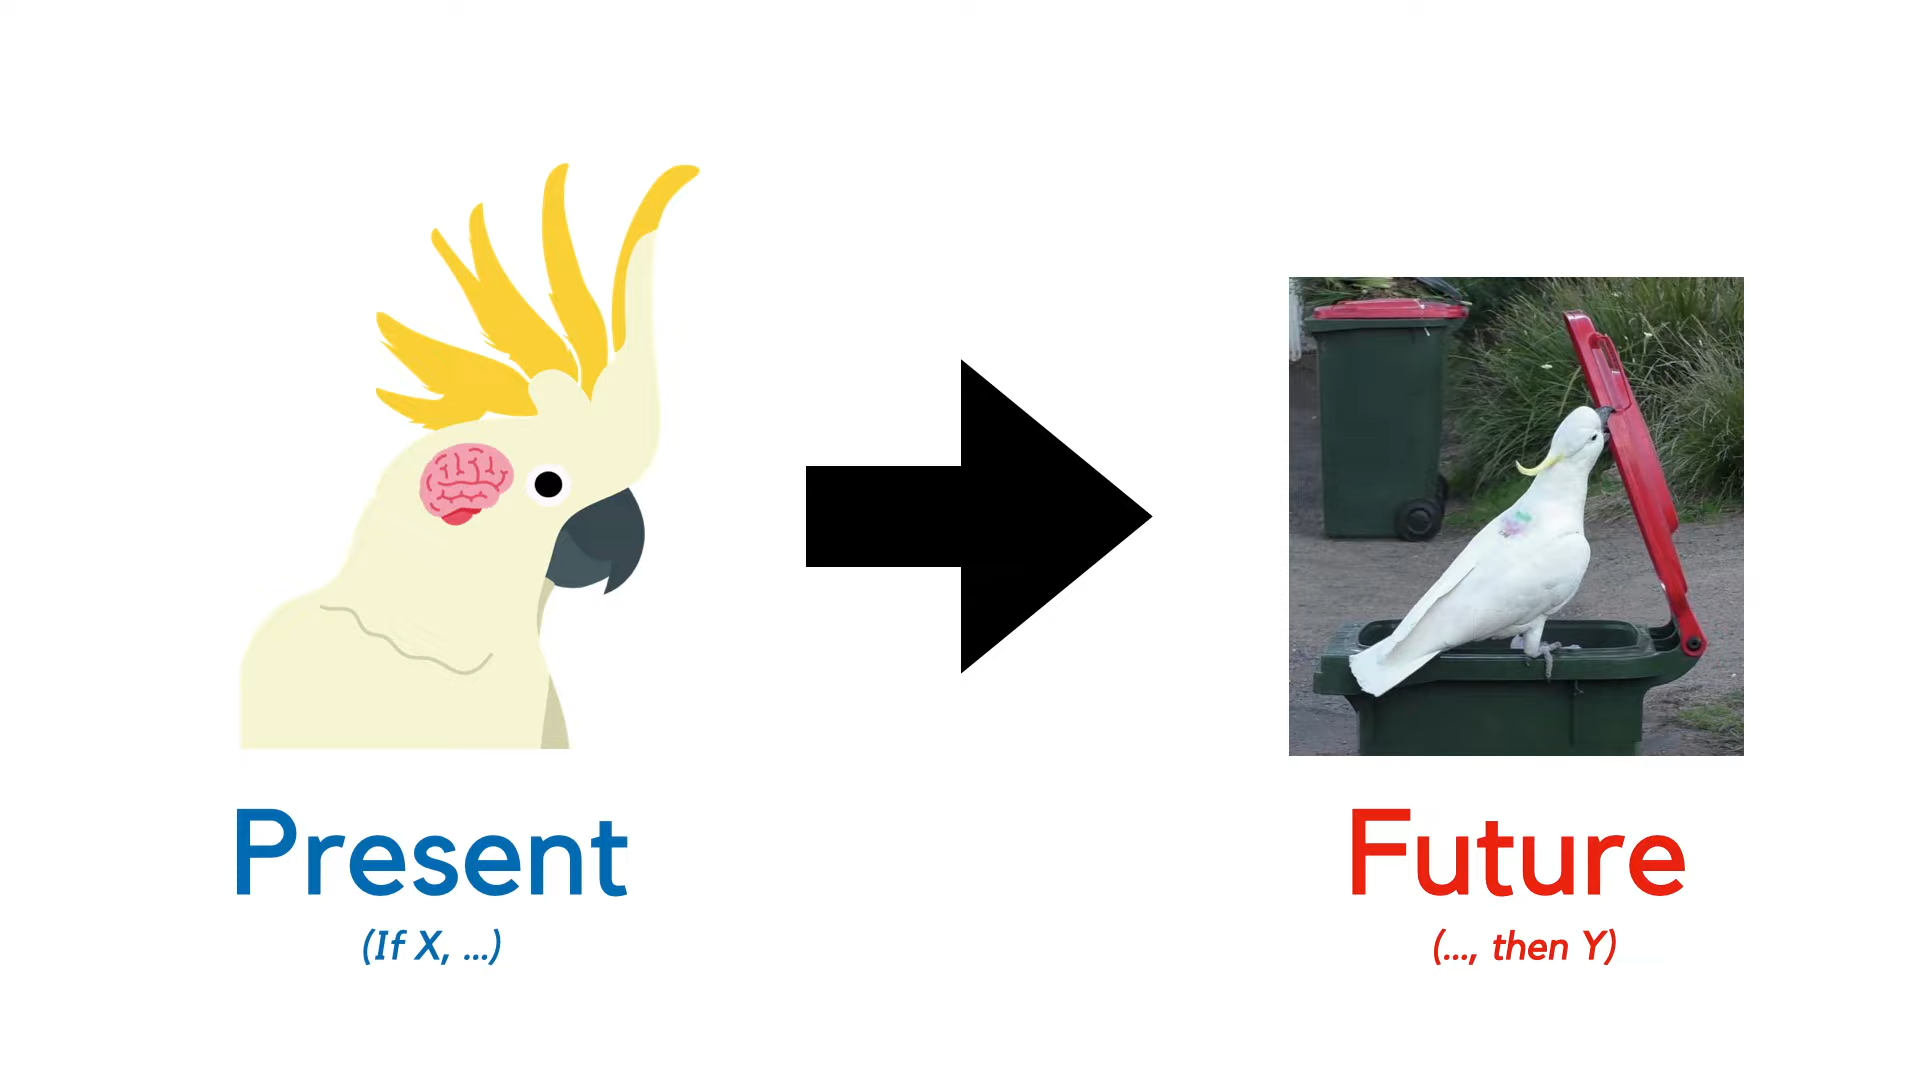 Present
(If X, ...)
Future
(..., then Y)